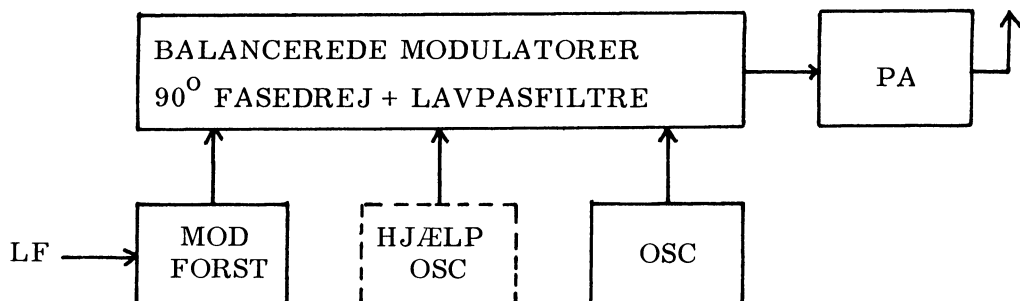 BALANCEREDE MODULATORER
90° FASEDREJ + LAVPASFILTRE
PA
LF
MOD
FORST
HJÆLP
OSC
OSC